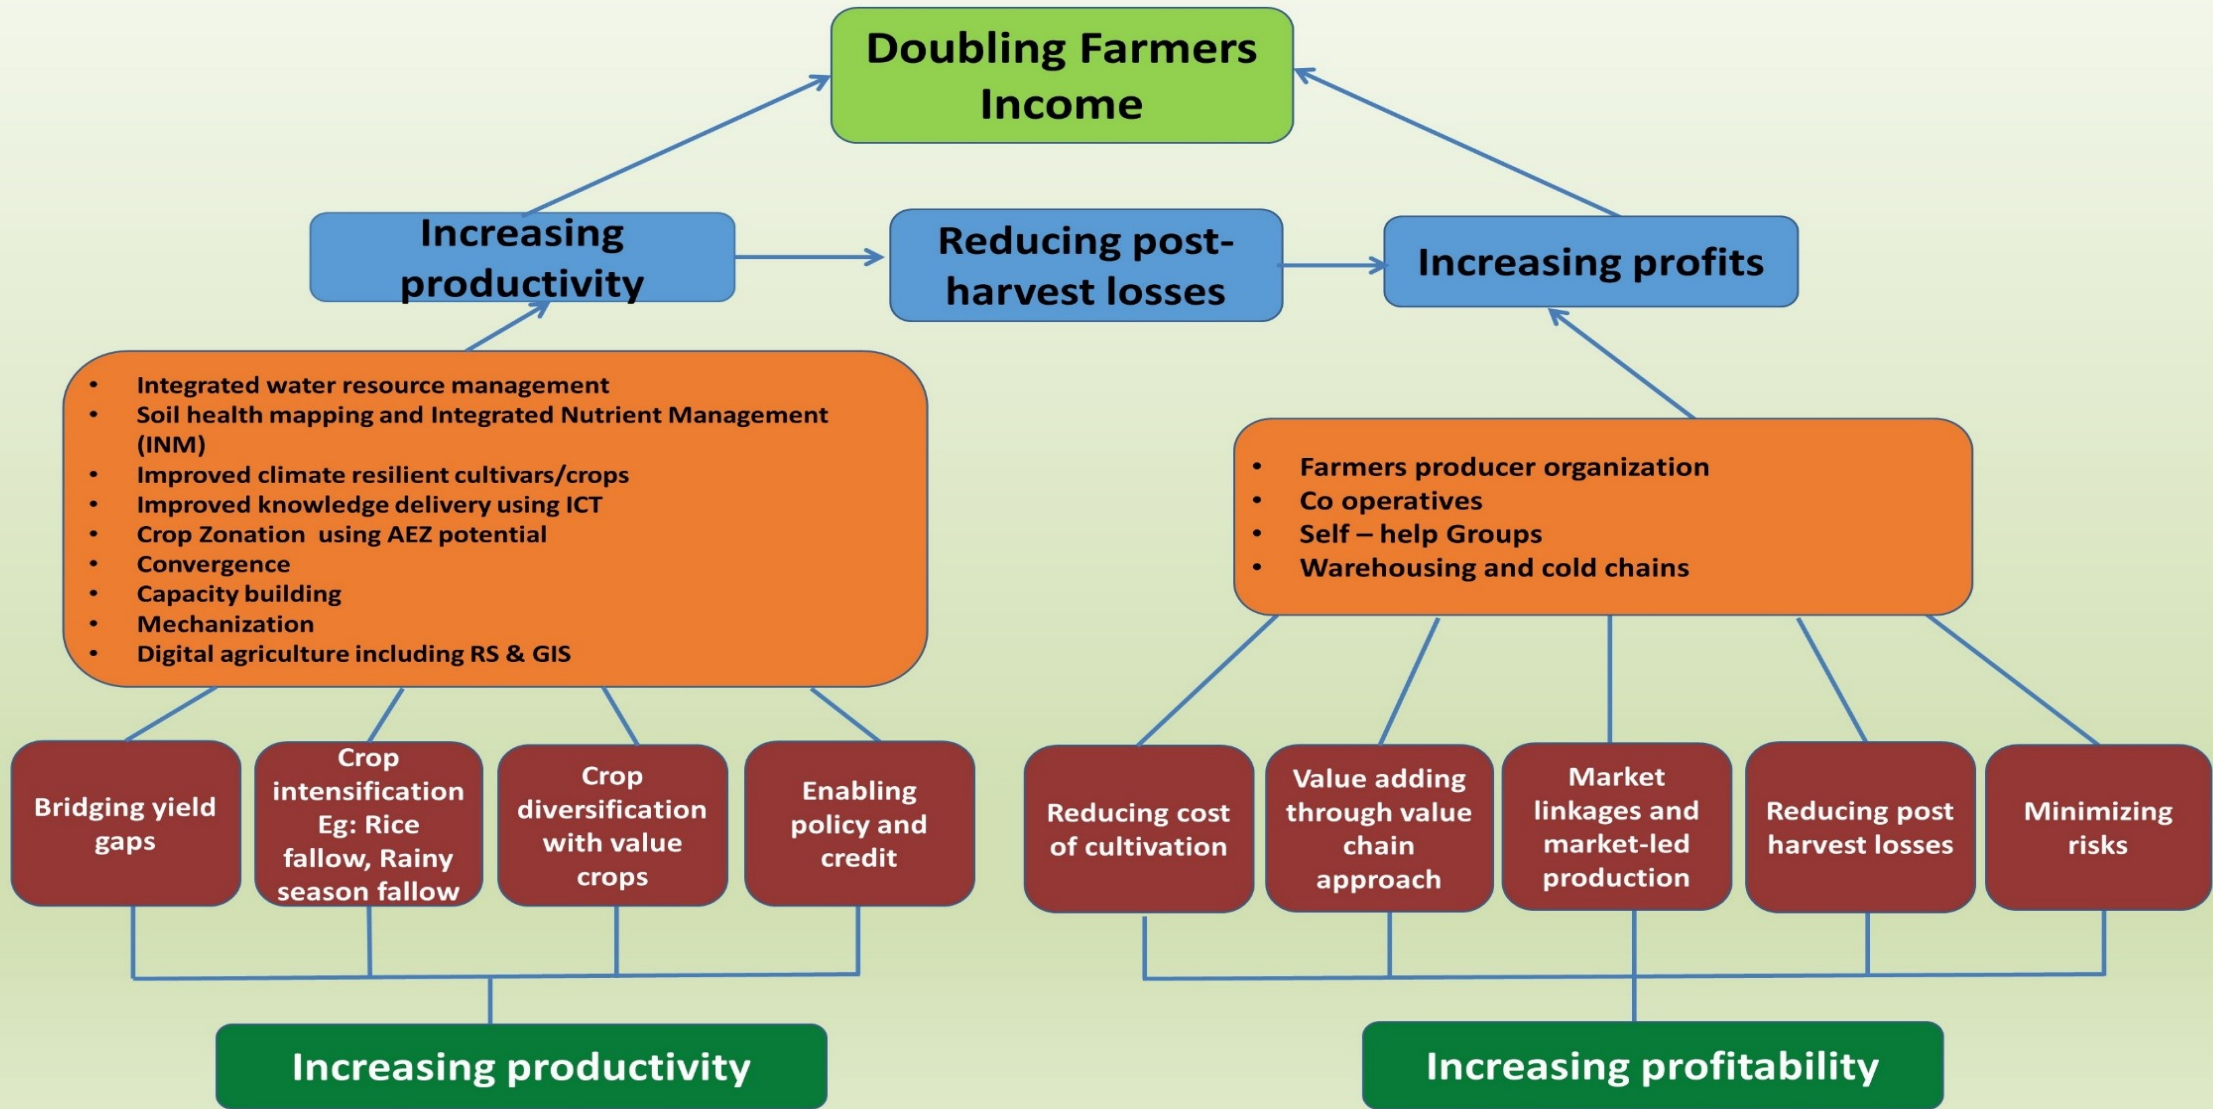 Doubling Farmers
Income
Increasing
productivity
Reducing post-
harvest losses
Increasing profits
• Integrated water resource management
• Soil health mapping and Integrated Nutrient Management
(INM)
• Improved climate resilient cultivars/crops
• Improved knowledge delivery using ICT
• Crop Zonation using AEZ potential
• Convergence
• Capacity building
• Mechanization
• Digital agriculture including RS & GIS
• Farmers producer organization
• Co operatives
• Self – help Groups
• Warehousing and cold chains
Bridging yield
gaps
Crop
intensification
Eg: Rice
fallow, Rainy
season fallow
Crop
diversification
with value
crops
Enabling
policy and
credit
Reducing cost
of cultivation
Value adding
through value
chain
approach
Market
linkages and
market-led
production
Reducing post
harvest losses
Minimizing
risks
Increasing productivity
Increasing profitability